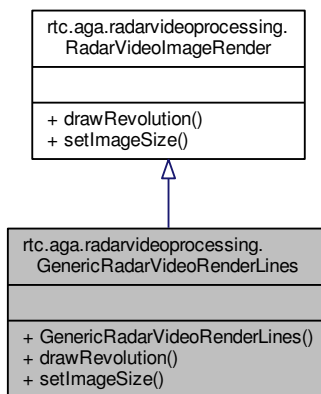 rtc.aga.radarvideoprocessing.
RadarVideoImageRender
+ drawRevolution()
+ setImageSize()
rtc.aga.radarvideoprocessing.
GenericRadarVideoRenderLines
+ GenericRadarVideoRenderLines()
+ drawRevolution()
+ setImageSize()